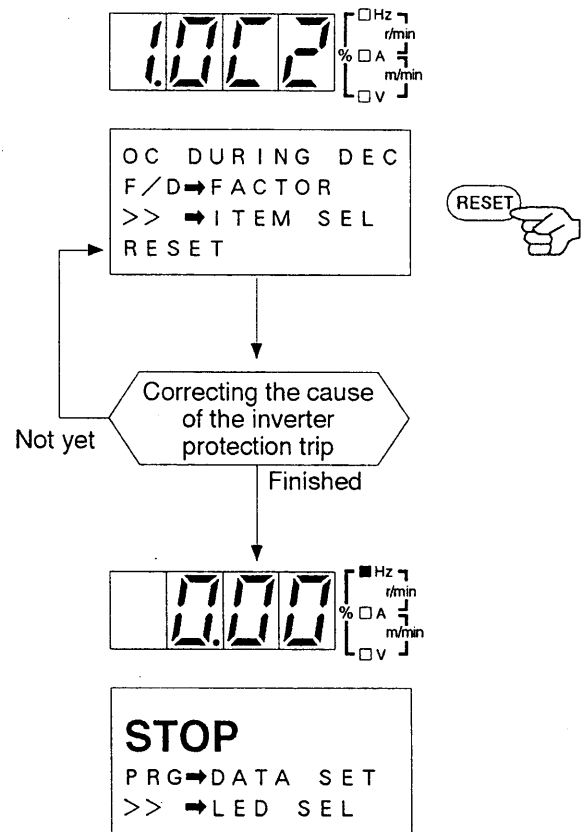 1.0C2
□Hz
r/min
% □A
m/min
□V
OC DURING DEC
F/D➡FACTOR
>> ➡ITEM SEL
RESET
RESET
Correcting the cause
of the inverter
protection trip
Not yet
Finished
0.00
■Hz
r/min
% □A
m/min
□V
STOP
PRG➡DATA SET
>> ➡LED SEL